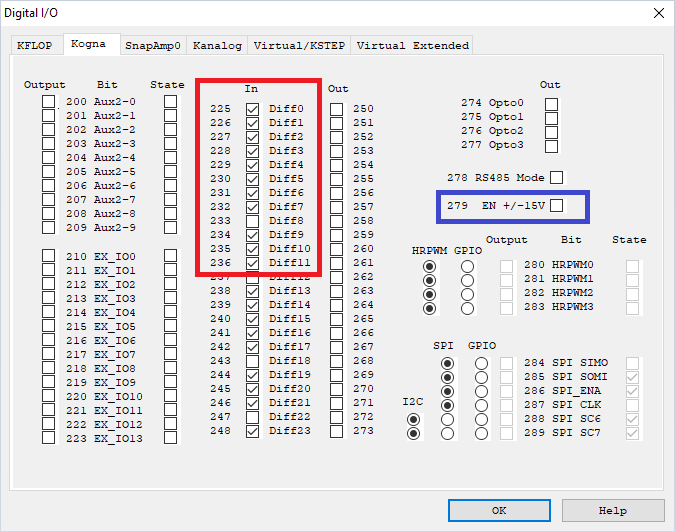 Digital I/O
KFLOP Kogna SnapAmp0 Kanalog Virtual/KSTEP Virtual Extended
Output Bit State
200 Aux2-0
201 Aux2-1
202 Aux2-2
203 Aux2-3
204 Aux2-4
205 Aux2-5
206 Aux2-6
207 Aux2-7
208 Aux2-8
209 Aux2-9
210 EX_IO0
211 EX_IO1
212 EX_IO2
213 EX_IO3
214 EX_IO4
215 EX_IO5
216 EX_IO6
217 EX_IO7
218 EX_IO8
219 EX_IO9
220 EX_IO10
221 EX_IO11
222 EX_IO12
223 EX_IO13
In Out
225 Diff0 250
226 Diff1 251
227 Diff2 252
228 Diff3 253
229 Diff4 254
230 Diff5 255
231 Diff6 256
232 Diff7 257
233 Diff8 258
234 Diff9 259
235 Diff10 260
236 Diff11 261
237 Diff12 262
238 Diff13 263
239 Diff14 264
240 Diff15 265
241 Diff16 266
242 Diff17 267
243 Diff18 268
244 Diff19 269
245 Diff20 270
246 Diff21 271
247 Diff22 272
248 Diff23 273
Out
274 Opto0
275 Opto1
276 Opto2
277 Opto3
278 RS485 Mode
279 EN +/-15V
HRPWM GPIO Output Bit State
280 HRPWM0
281 HRPWM1
282 HRPWM2
283 HRPWM3
SPI GPIO
284 SPI SIMO
285 SPI SOMI
286 SPI_ENA
287 SPI CLK
I2C
288 SPI SC6
289 SPI SC7
OK Help